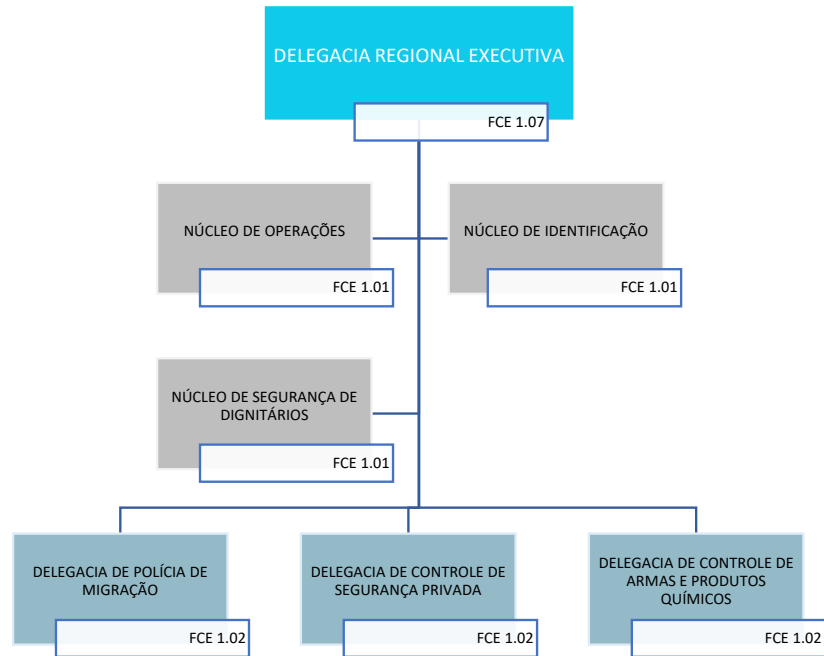 DELEGACIA REGIONAL EXECUTIVA
FCE 1.07
NÚCLEO DE OPERAÇÕES
FCE 1.01
NÚCLEO DE IDENTIFICAÇÃO
FCE 1.01
NÚCLEO DE SEGURANÇA DE
DIGNITÁRIOS
FCE 1.01
DELEGACIA DE POLÍCIA DE
MIGRAÇÃO
FCE 1.02
DELEGACIA DE CONTROLE DE
SEGURANÇA PRIVADA
FCE 1.02
DELEGACIA DE CONTROLE DE
ARMAS E PRODUTOS
QUÍMICOS
FCE 1.02